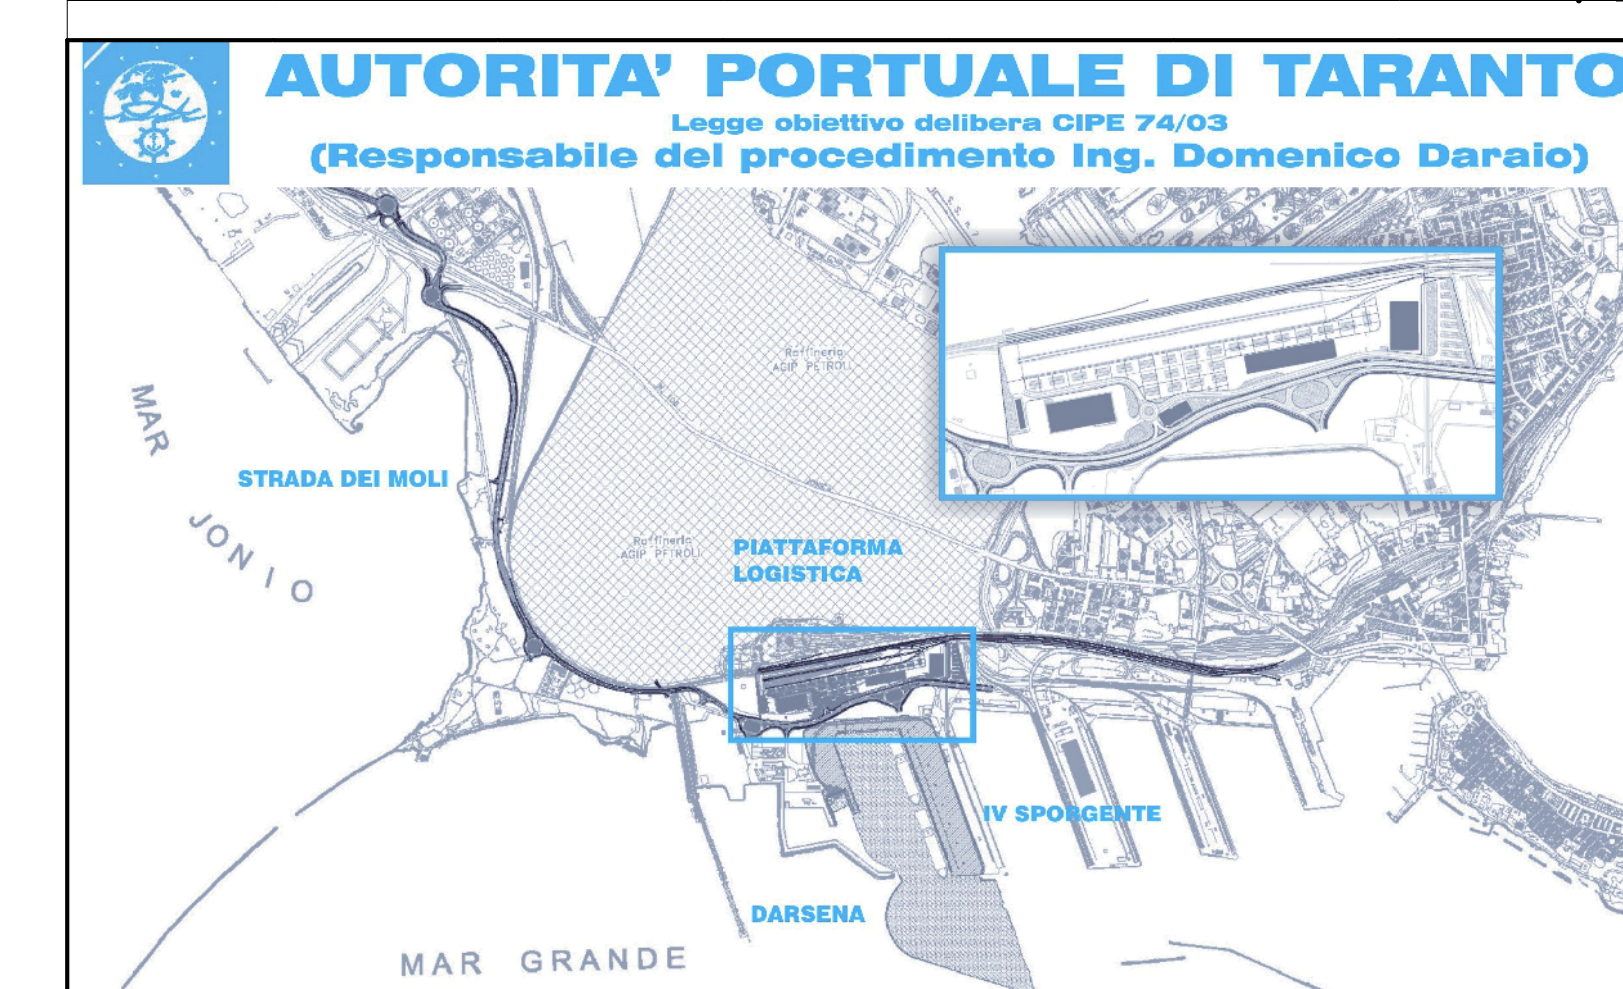 AUTORITA’ PORTUALE DI TARANTO
Legge obiettivo delibera CIPE 74/03
(Responsabile del procedimento Ing. Domenico Daraio)
Raffineria
AGIP PETROLI
MAR
JONIO
STRADA DEI MOLI
Raffineria
AGIP PETROLI
PIATTAFORMA
LOGISTICA
IV SPORGENTE
DARSENA
MAR GRANDE